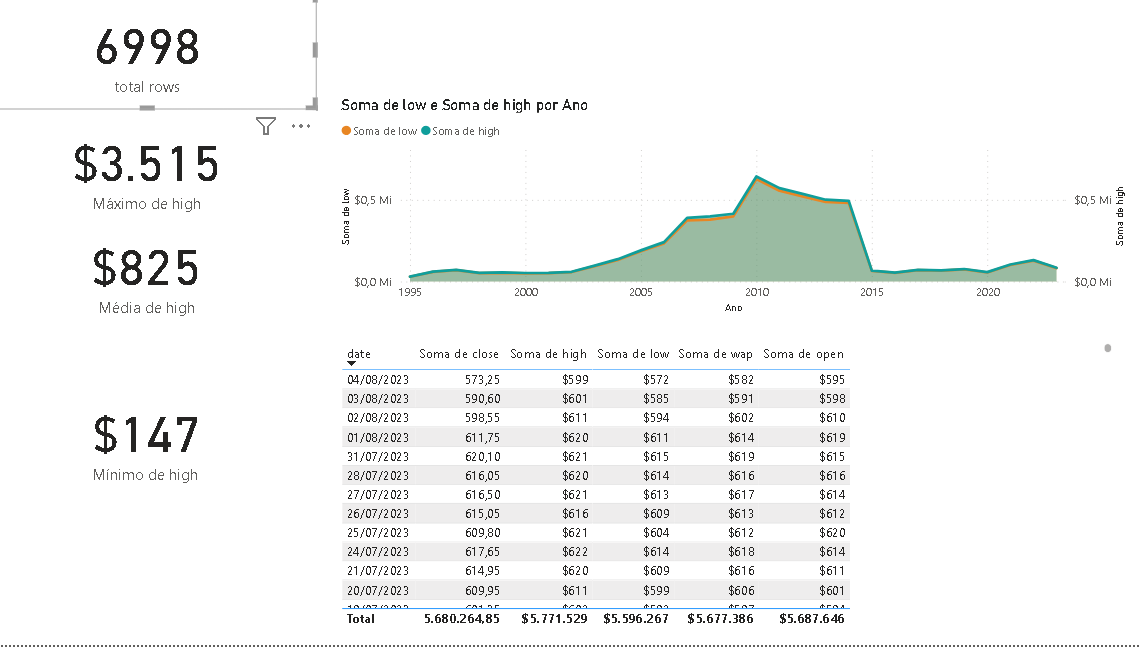 6998
total rows
$3.515
Máximo de high
$825
Média de high
$147
Mínimo de high
Soma de low e Soma de high por Ano
Soma de low Soma de high
Soma de low
$0,5 Mi
$0,0 Mi
$0,5 Mi
$0,0 Mi
Soma de high
1995 2000 2005 2010 2015 2020
Ano
date Soma de close Soma de high Soma de low Soma de wap Soma de open
04/08/2023 573,25 $599 $572 $582 $595
03/08/2023 590,60 $601 $585 $591 $598
02/08/2023 598,55 $611 $594 $602 $610
01/08/2023 611,75 $620 $611 $614 $619
31/07/2023 620,10 $621 $615 $619 $615
28/07/2023 616,05 $620 $614 $616 $616
27/07/2023 616,50 $621 $613 $617 $614
26/07/2023 615,05 $616 $609 $613 $612
25/07/2023 609,80 $621 $604 $612 $620
24/07/2023 617,65 $622 $614 $618 $614
21/07/2023 614,95 $620 $609 $616 $611
20/07/2023 609,95 $611 $599 $606 $601
Total 5.680.264,85 $5.771.529 $5.596.267 $5.677.386 $5.687.646